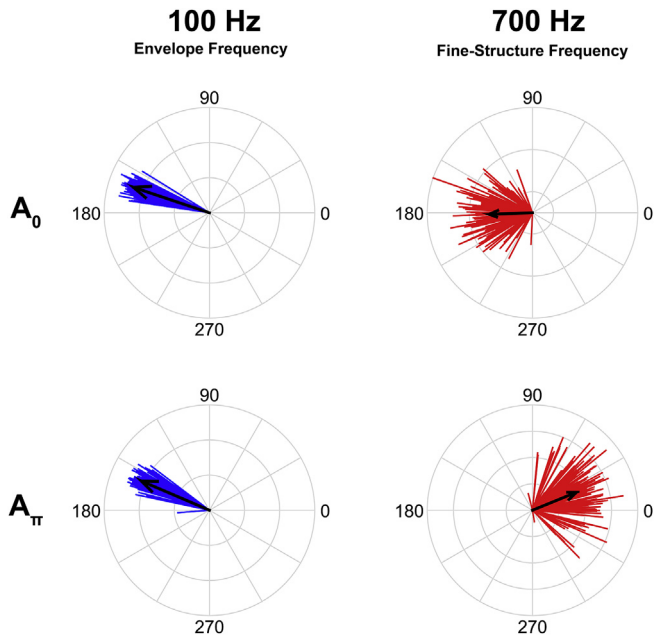 100 Hz 700 Hz
Envelope Frequency Fine-Structure Frequency
90 90
A₀ 180 0 180 0
270 270
90 90
Aπ 180 0 180 0
270 270